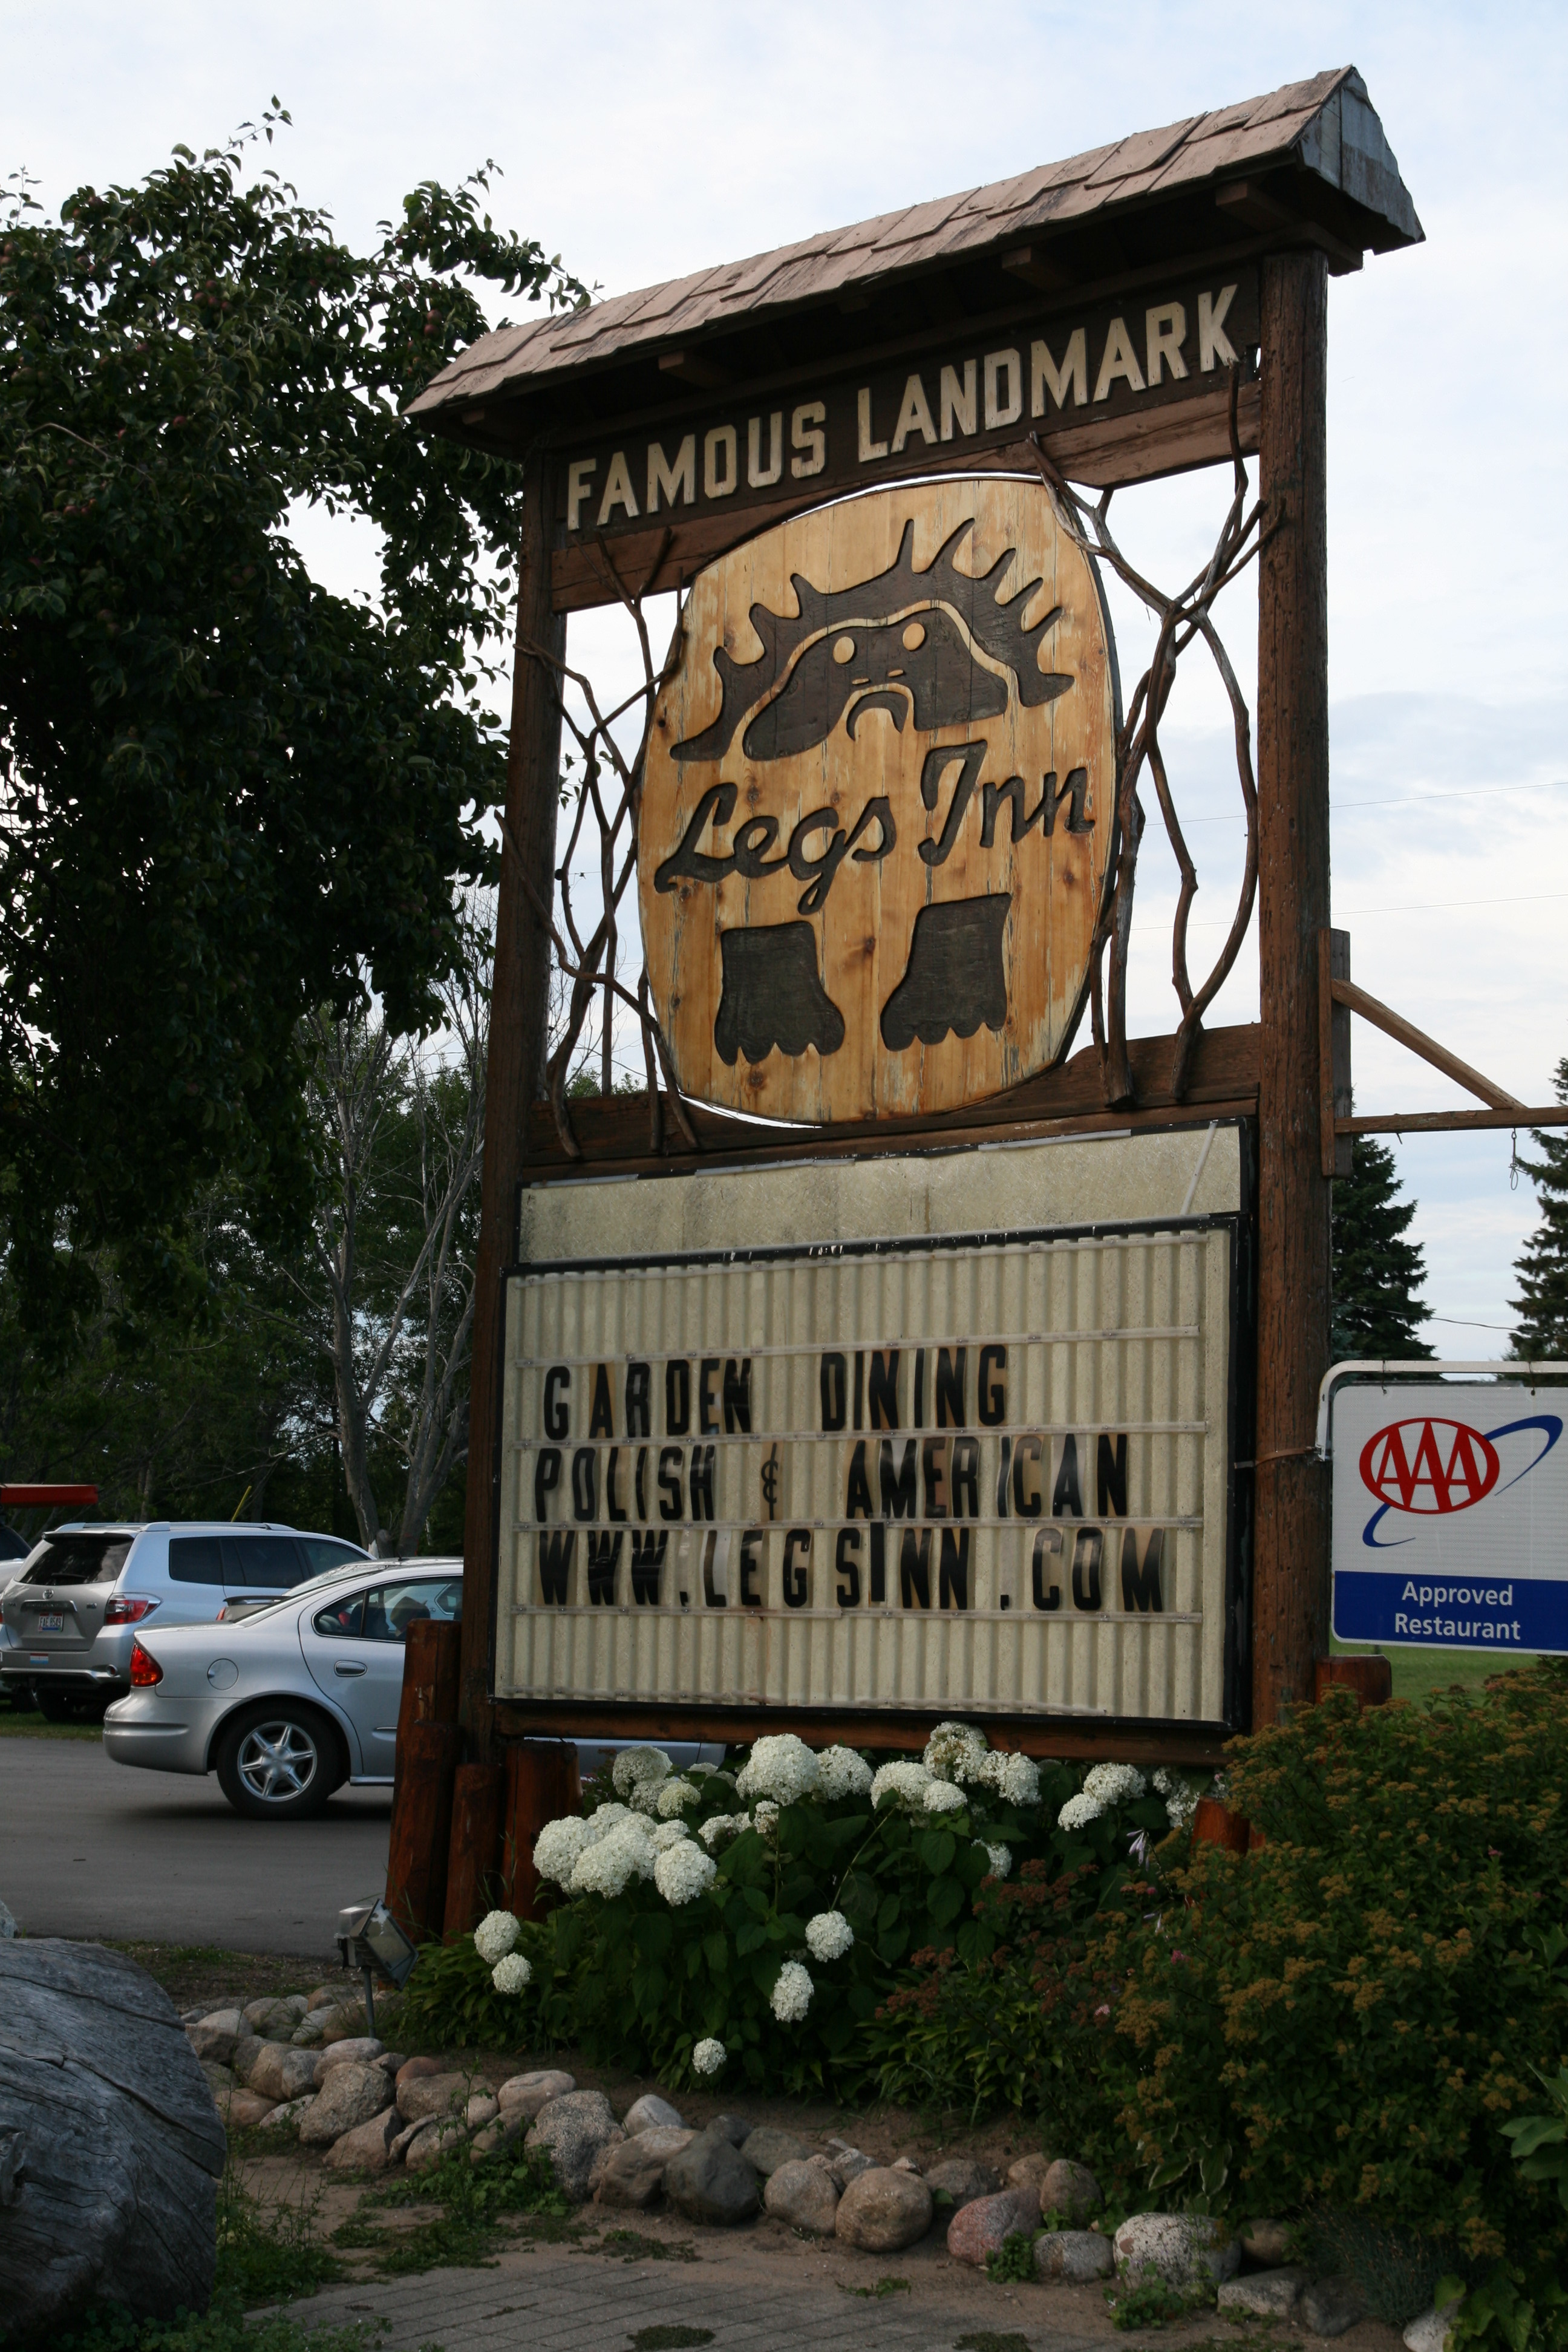 FAMOUS LANDMARK
Legs Inn
GARDEN DINING
POLISH & AMERICAN
WWW.LEGSINN.COM
AAA
Approved
Restaurant